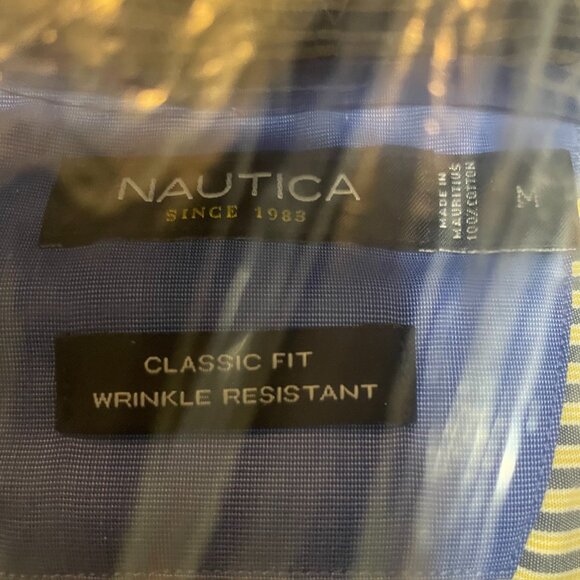 NAUTICA
SINCE 1983
MADE IN
MAURITIUS
100% COTTON
M
CLASSIC FIT
WRINKLE RESISTANT